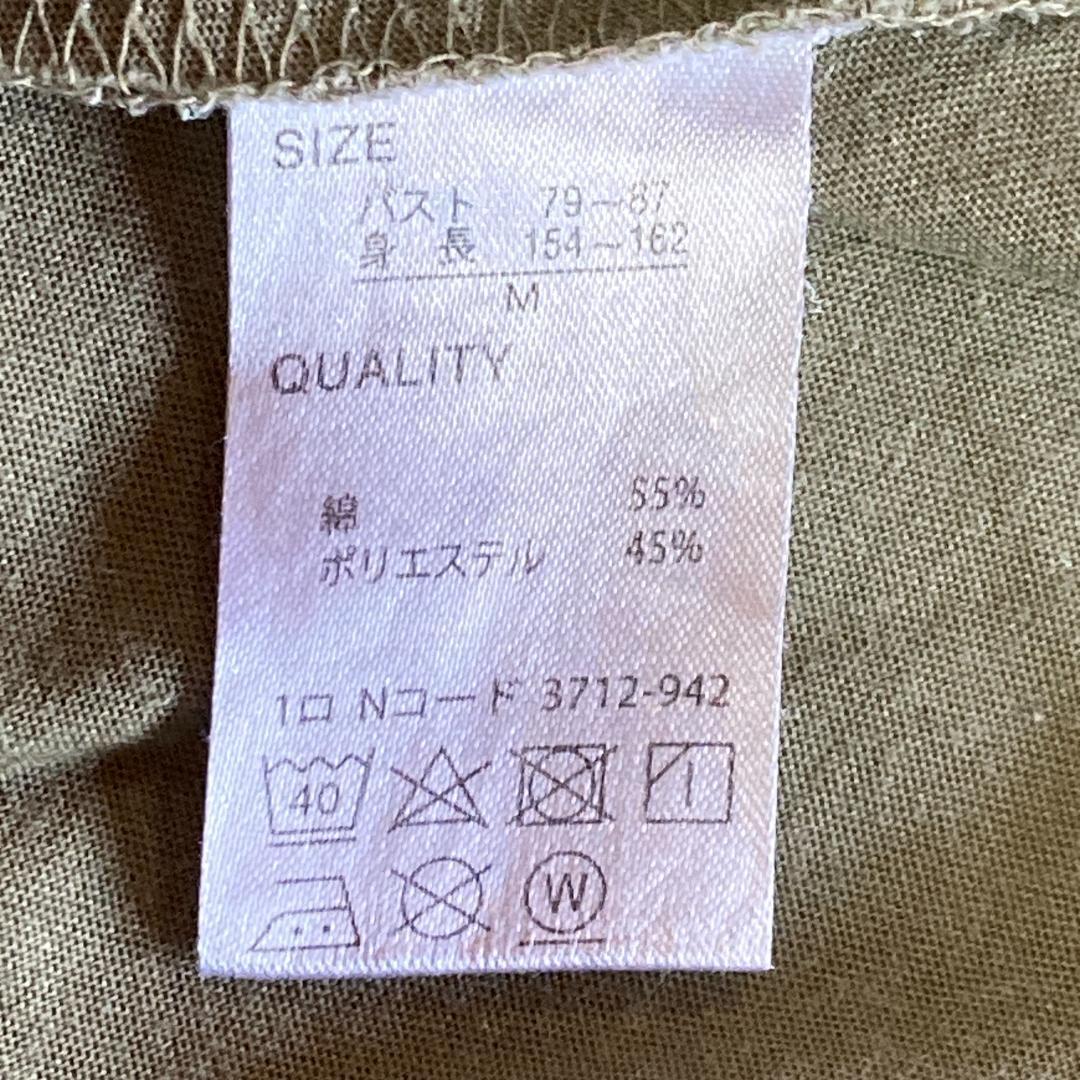 SIZE
バスト 79～87
身長 154～162
M
QUALITY
綿 55%
ポリエステル 45%
1口 Nコード 3712-942
40
W